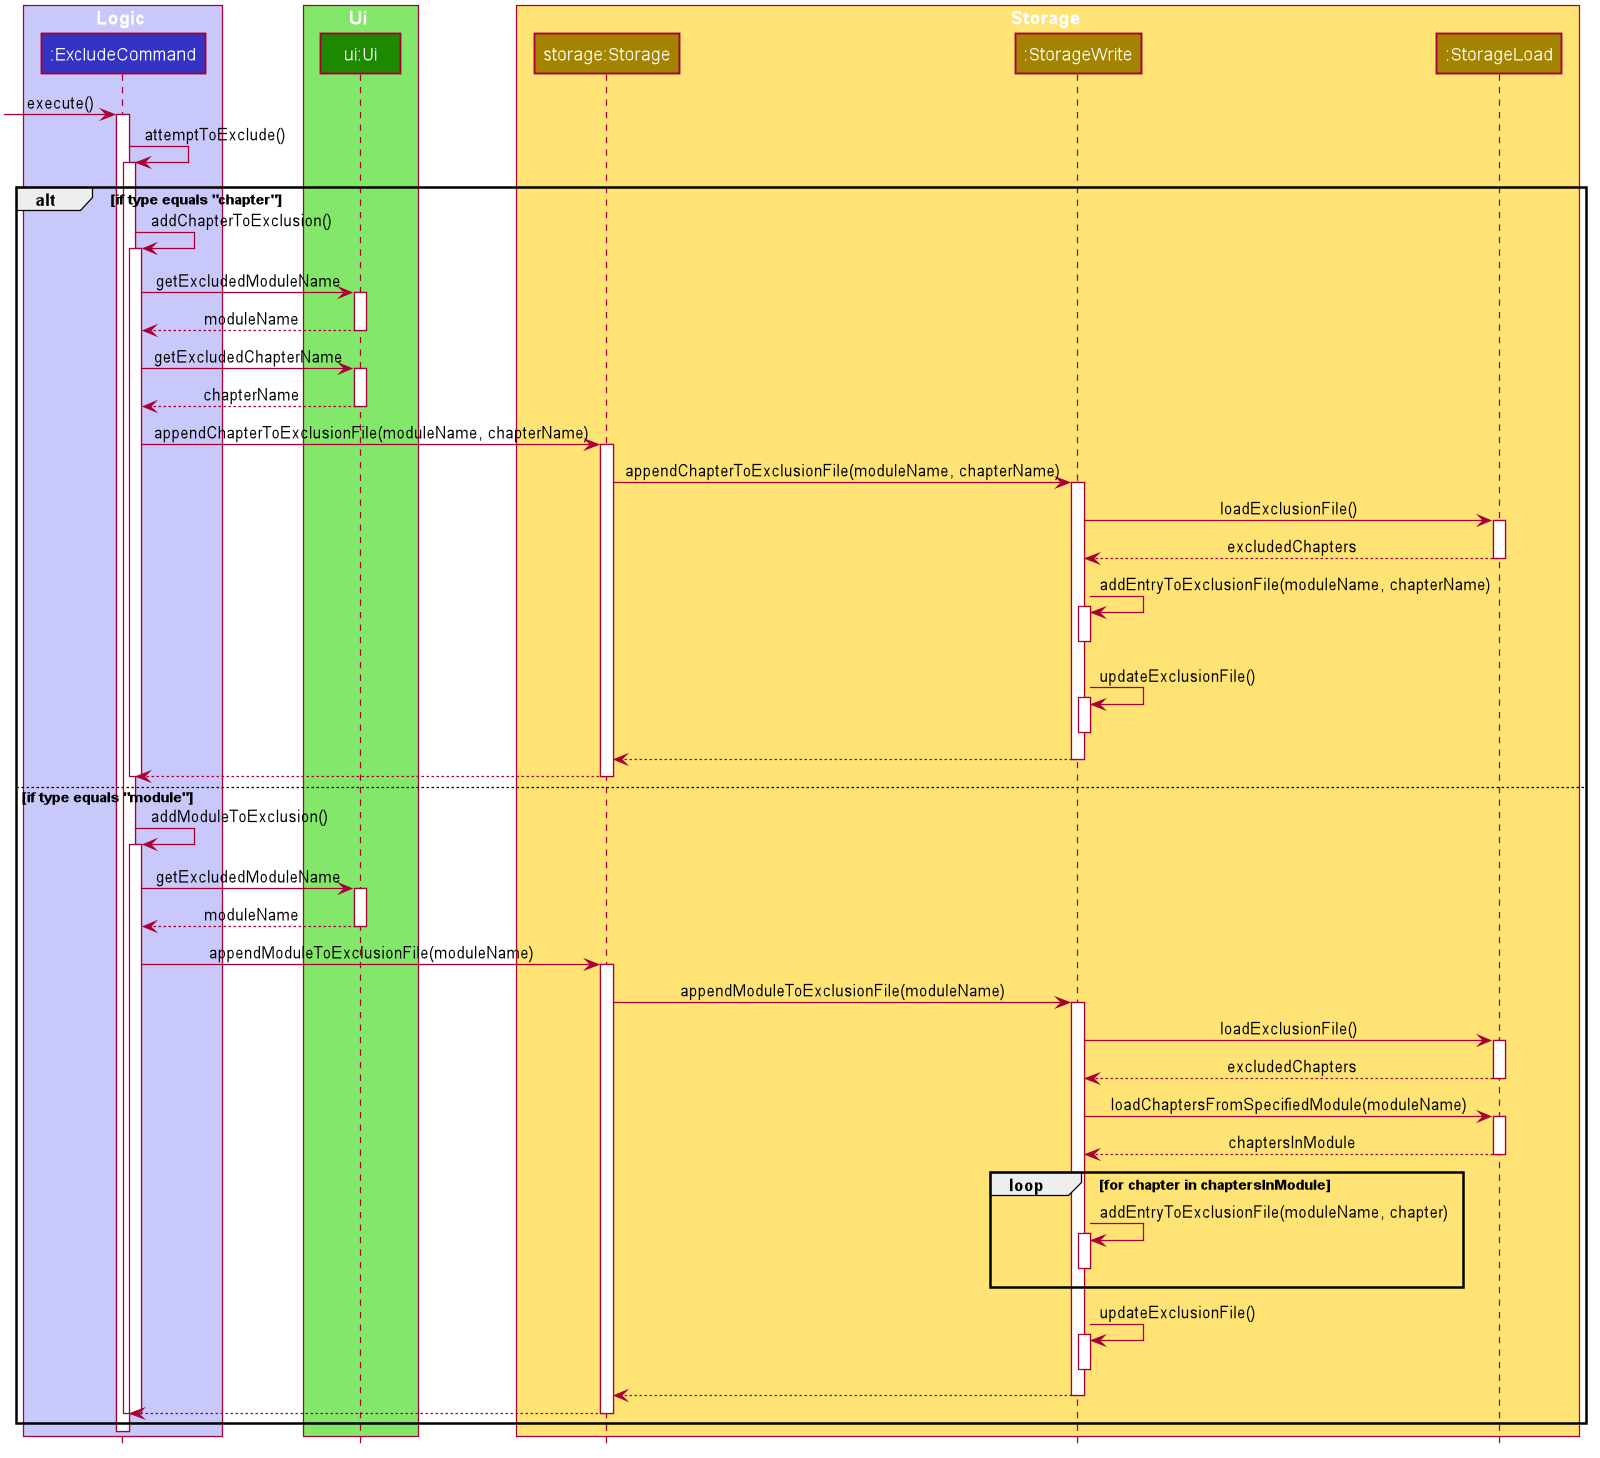 Logic
Ui
Storage
:ExcludeCommand
ui:Ui
storage:Storage
:StorageWrite
:StorageLoad
execute()
attemptToExclude()
alt
[if type equals "chapter"]
addChapterToExclusion()
getExcludedModuleName
moduleName
getExcludedChapterName
chapterName
appendChapterToExclusionFile(moduleName, chapterName)
appendChapterToExclusionFile(moduleName, chapterName)
loadExclusionFile()
excludedChapters
addEntryToExclusionFile(moduleName, chapterName)
updateExclusionFile()
[if type equals "module"]
addModuleToExclusion()
getExcludedModuleName
moduleName
appendModuleToExclusionFile(moduleName)
appendModuleToExclusionFile(moduleName)
loadExclusionFile()
excludedChapters
loadChaptersFromSpecifiedModule(moduleName)
chaptersInModule
loop
[for chapter in chaptersInModule]
addEntryToExclusionFile(moduleName, chapter)
updateExclusionFile()